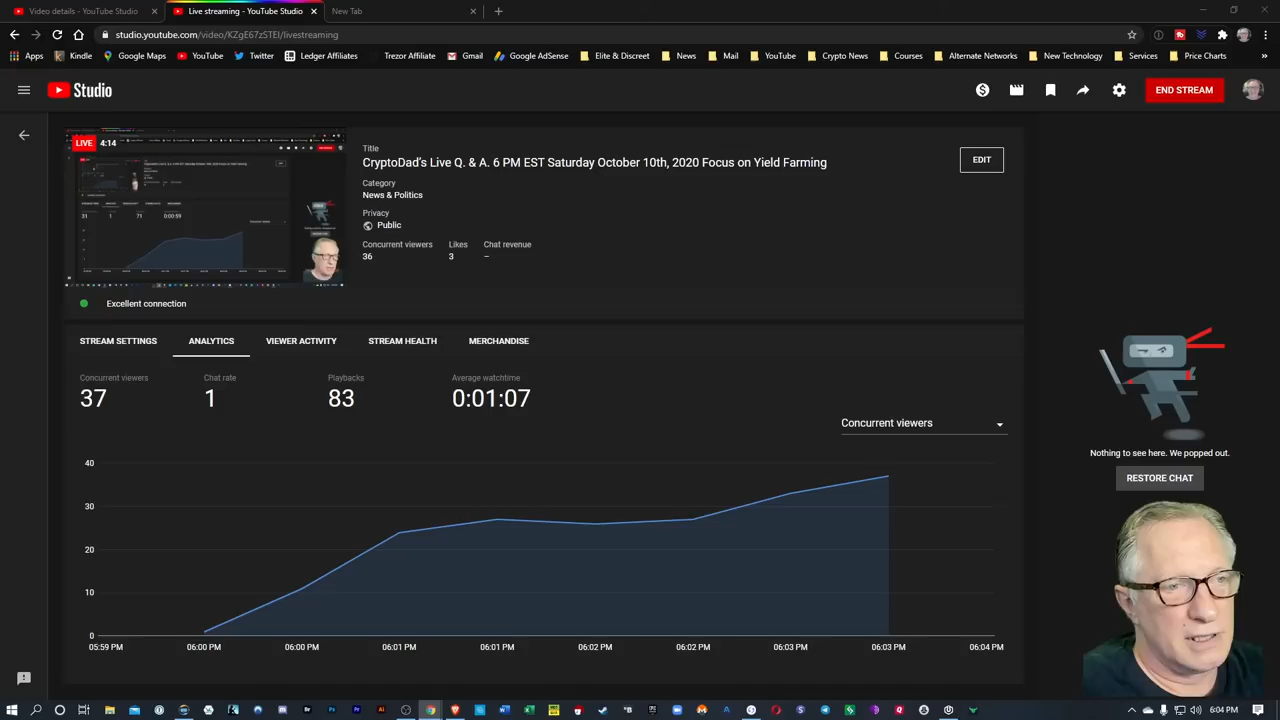 Video details - YouTube Studio
Live streaming - YouTube Studio
New Tab
studio.youtube.com/video/KZgE67zSTEI/livestreaming
Apps
Kindle
Google Maps
YouTube
Twitter
Ledger Affiliates
Trezor Affiliates
Gmail
Google AdSense
Elite & Discreet
News
Mail
YouTube
Crypto News
Courses
Alternate Networks
New Technology
Services
Price Charts
Studio
END STREAM
LIVE 4:14
Title
CryptoDad's Live Q. & A. 6 PM EST Saturday October 10th, 2020 Focus on Yield Farming
EDIT
Category
News & Politics
Privacy
Public
Concurrent viewers Likes Chat revenue
36 3 –
Excellent connection
STREAM SETTINGS ANALYTICS VIEWER ACTIVITY STREAM HEALTH MERCHANDISE
Concurrent viewers Chat rate Playbacks Average watchtime
37 1 83 0:01:07
Concurrent viewers
40
30
20
10
0
05:59 PM 06:00 PM 06:00 PM 06:01 PM 06:01 PM 06:02 PM 06:02 PM 06:03 PM 06:03 PM 06:04 PM
Nothing to see here. We popped out.
RESTORE CHAT
6:04 PM